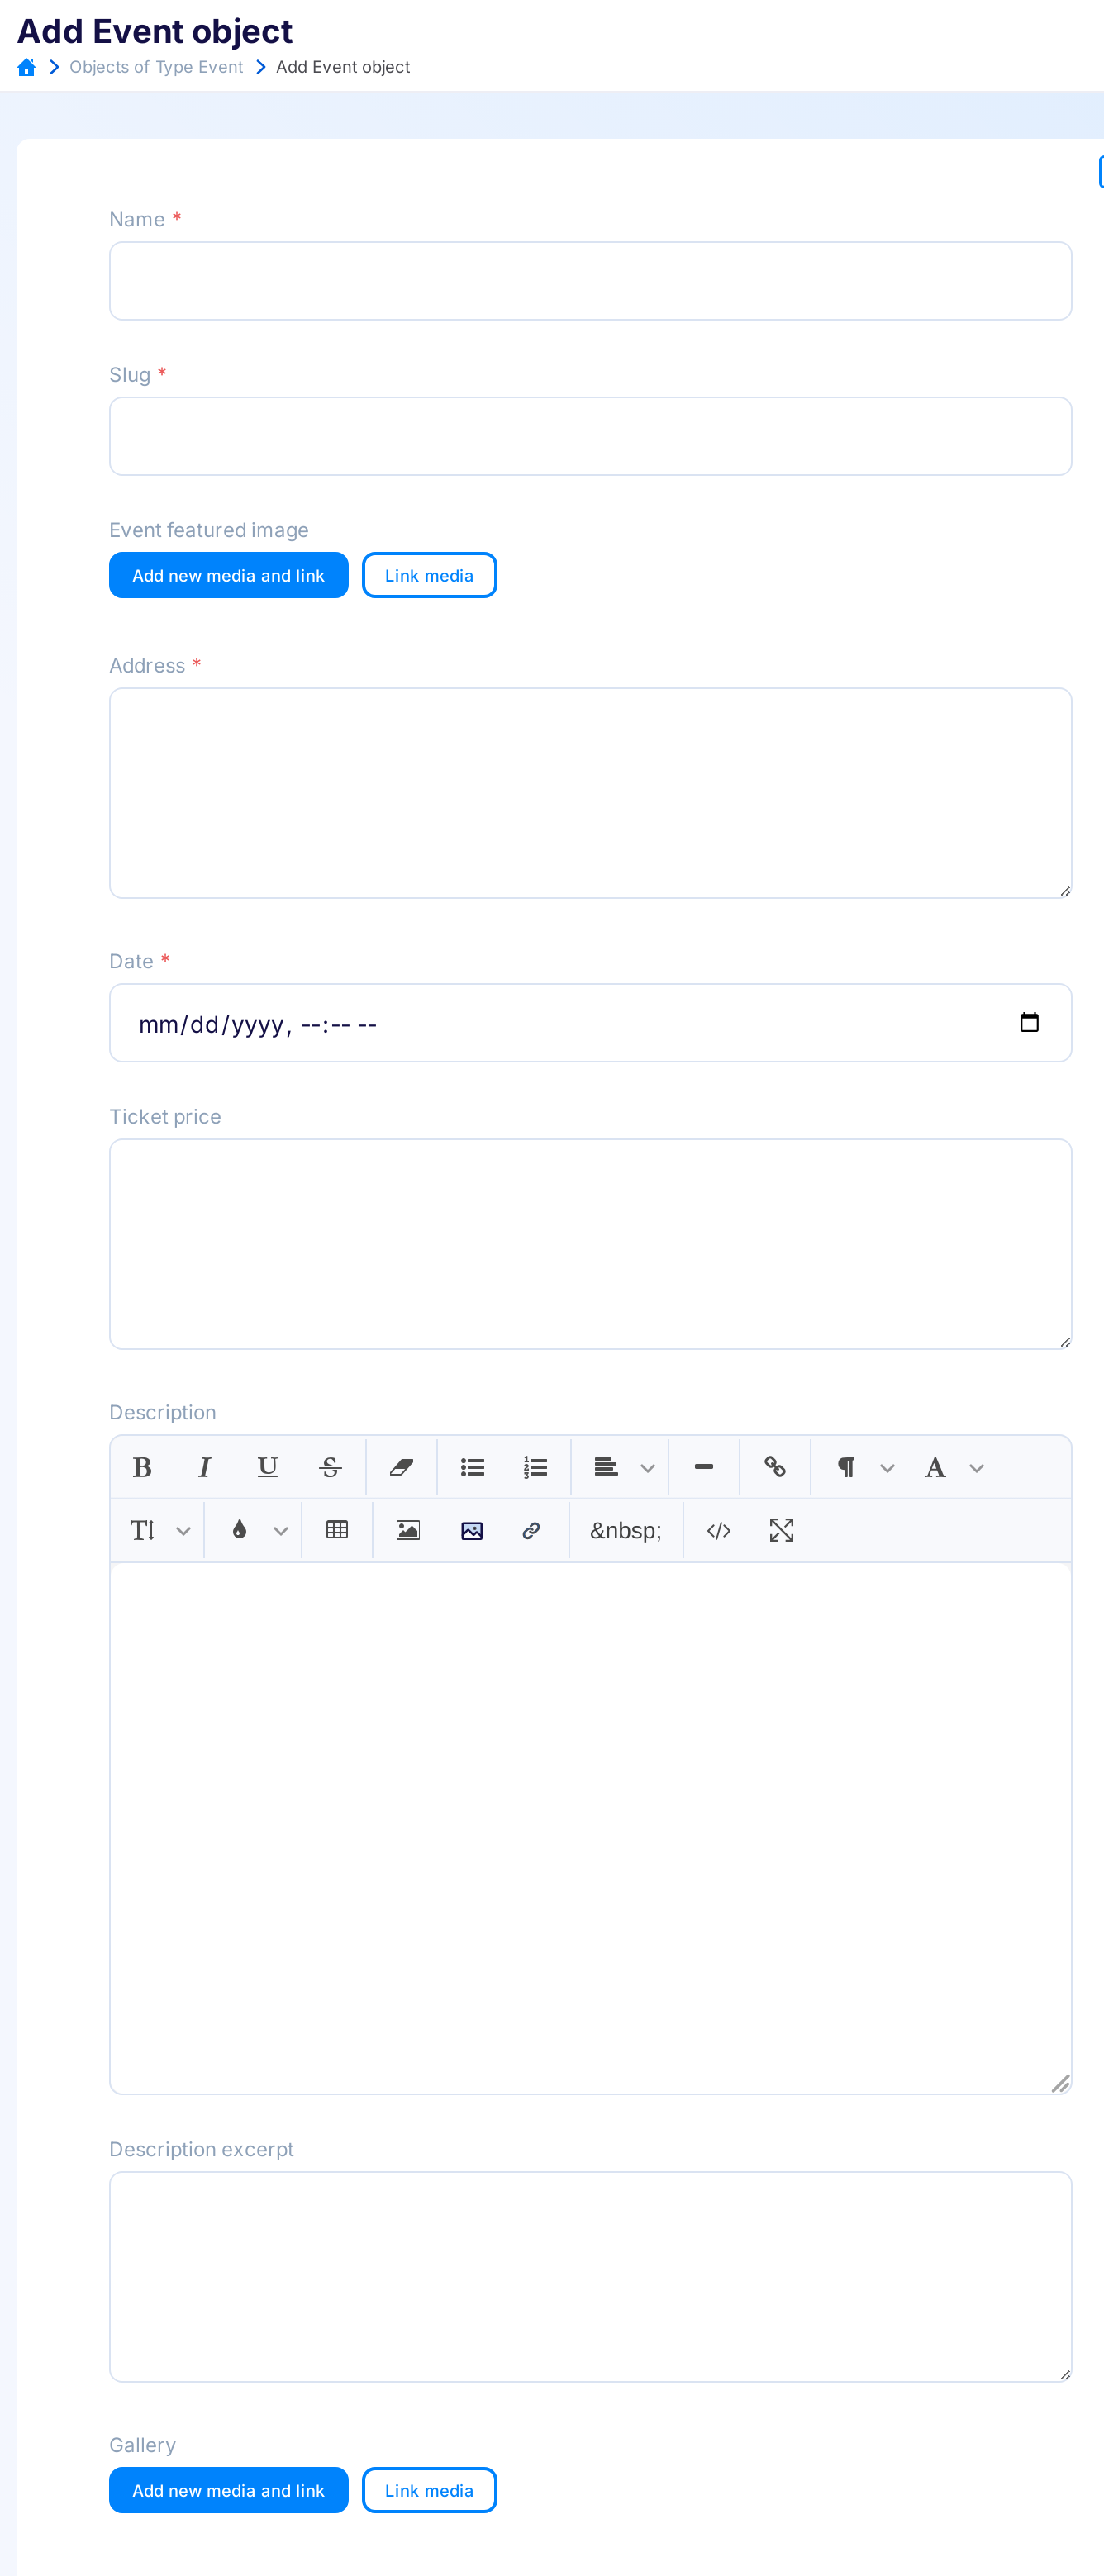 Add Event object
Objects of Type Event Add Event object
Name *
Slug *
Event featured image
Add new media and link Link media
Address *
Date *
mm/dd/yyyy, --:-- --
Ticket price
Description
B I U S ¶ A
T &nbsp; </>
Description excerpt
Gallery
Add new media and link Link media